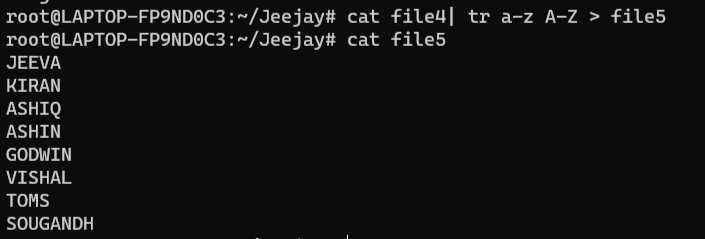 root@LAPTOP-FP9ND0C3:~/Jeejay# cat file4| tr a-z A-Z > file5
root@LAPTOP-FP9ND0C3:~/Jeejay# cat file5
JEEVA
KIRAN
ASHIQ
ASHIN
GODWIN
VISHAL
TOMS
SOUGANDH